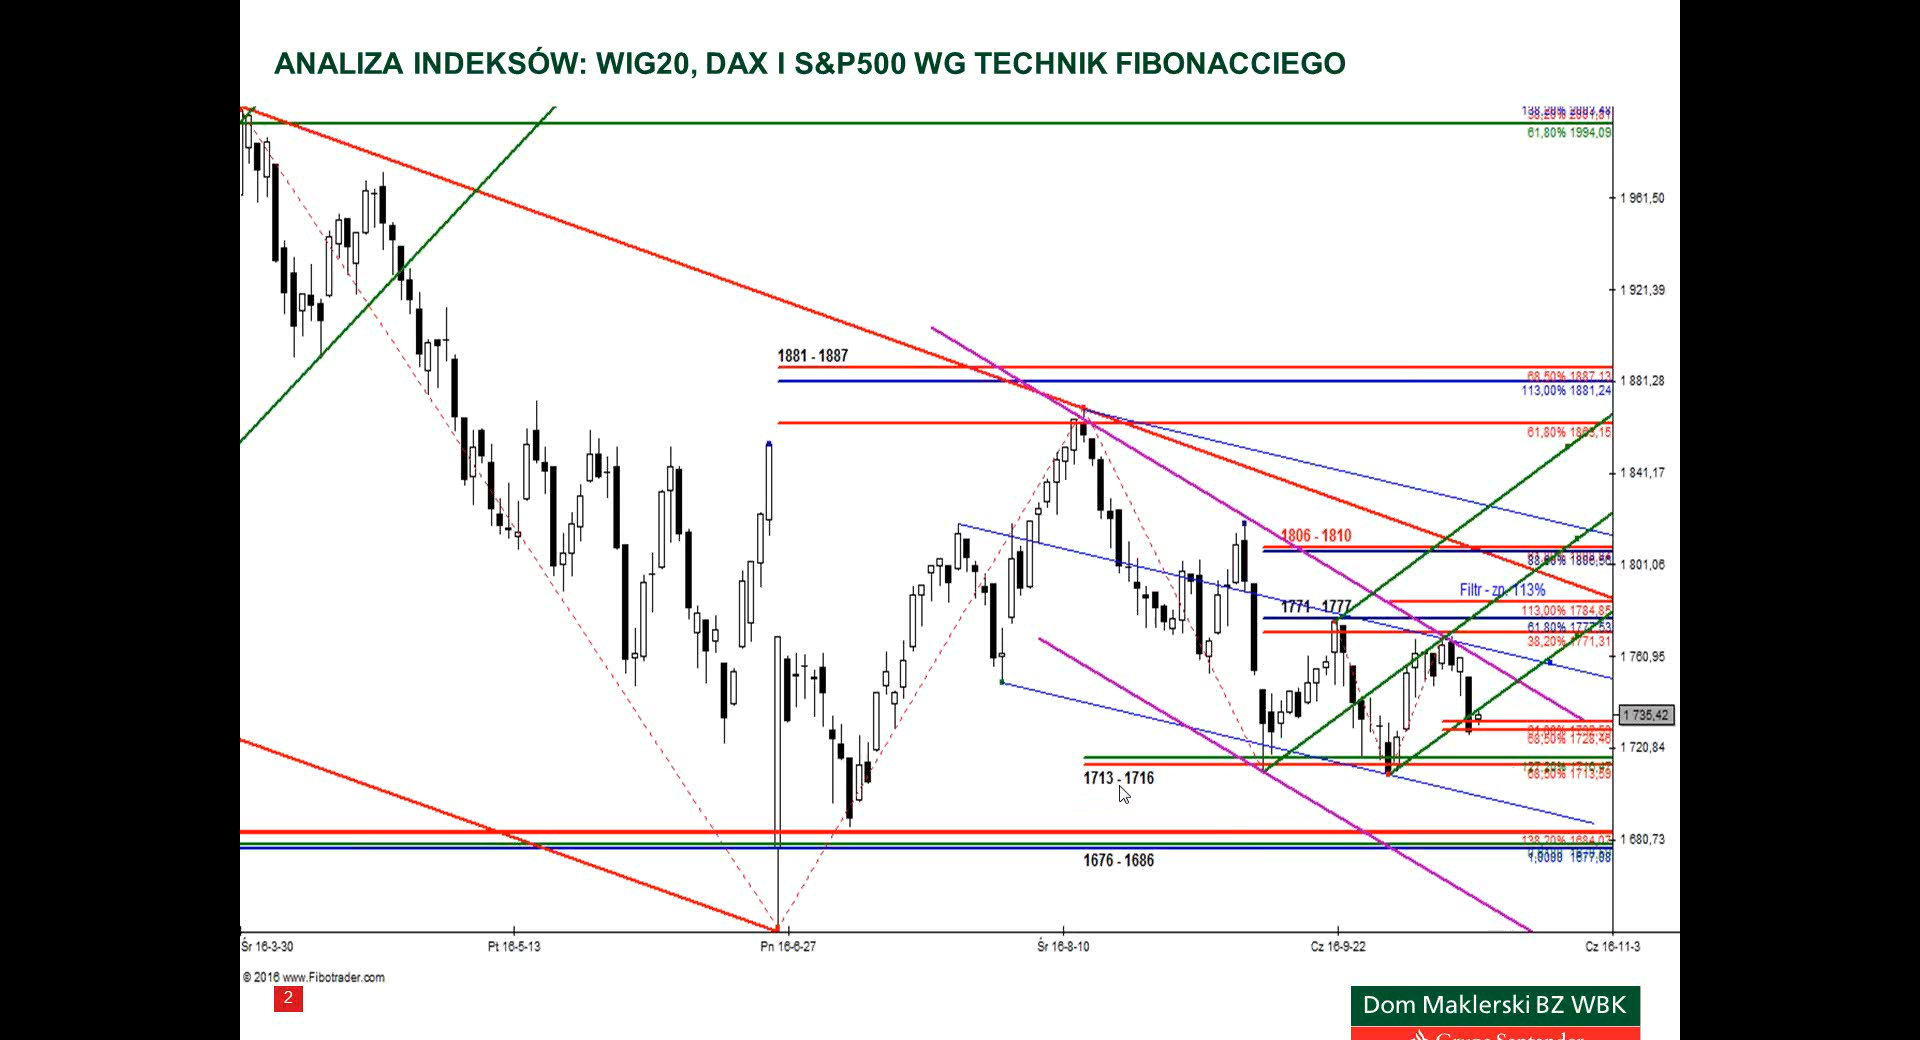 ANALIZA INDEKSÓW: WIG20, DAX I S&P500 WG TECHNIK FIBONACCIEGO
61,80% 1994,09
1 961,50
1 921,39
1881 - 1887
68,50% 1887,13
1 881,28
113,00% 1881,24
61,80% 1863,15
1 841,17
1806 - 1810
1 801,06
Filtr - zn. 113%
1771 - 1777
113,00% 1784,85
61,80% 1777,53
38,20% 1771,31
1 760,95
1 735,42
68,50% 1728,46
1 720,84
68,50% 1713,59
1713 - 1716
138,20% 1684,07
1 680,73
1676 - 1686
Śr 16-3-30
Pt 16-5-13
Pn 16-6-27
Śr 16-8-10
Cz 16-9-22
Cz 16-11-3
© 2016 www.Fibotrader.com
2
Dom Maklerski BZ WBK
Grupa Santander